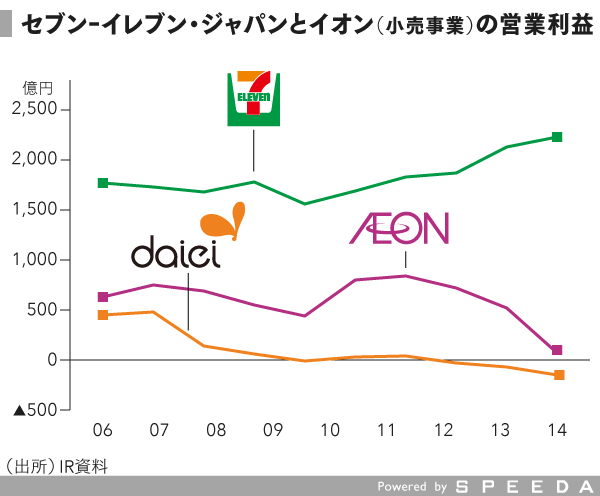 セブン-イレブン・ジャパンとイオン（小売事業）の営業利益
億円
2,500
2,000
1,500
1,000
500
0
▲500
7
ELEVEN
daiei
ÆON
06 07 08 09 10 11 12 13 14
（出所）IR資料
Powered by SPEEDA